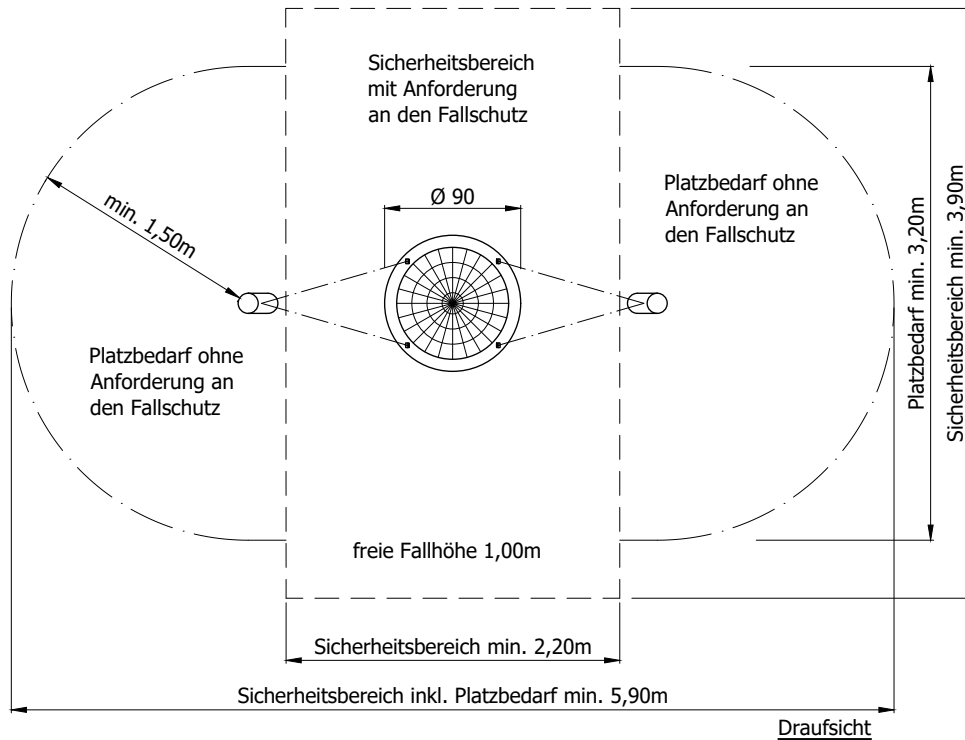 Sicherheitsbereich
mit Anforderung
an den Fallschutz
Ø 90
min. 1,50m
Platzbedarf ohne
Anforderung an
den Fallschutz
Platzbedarf ohne
Anforderung an
den Fallschutz
Platzbedarf min. 3,20m
Sicherheitsbereich min. 3,90m
freie Fallhöhe 1,00m
Sicherheitsbereich min. 2,20m
Sicherheitsbereich inkl. Platzbedarf min. 5,90m
Draufsicht